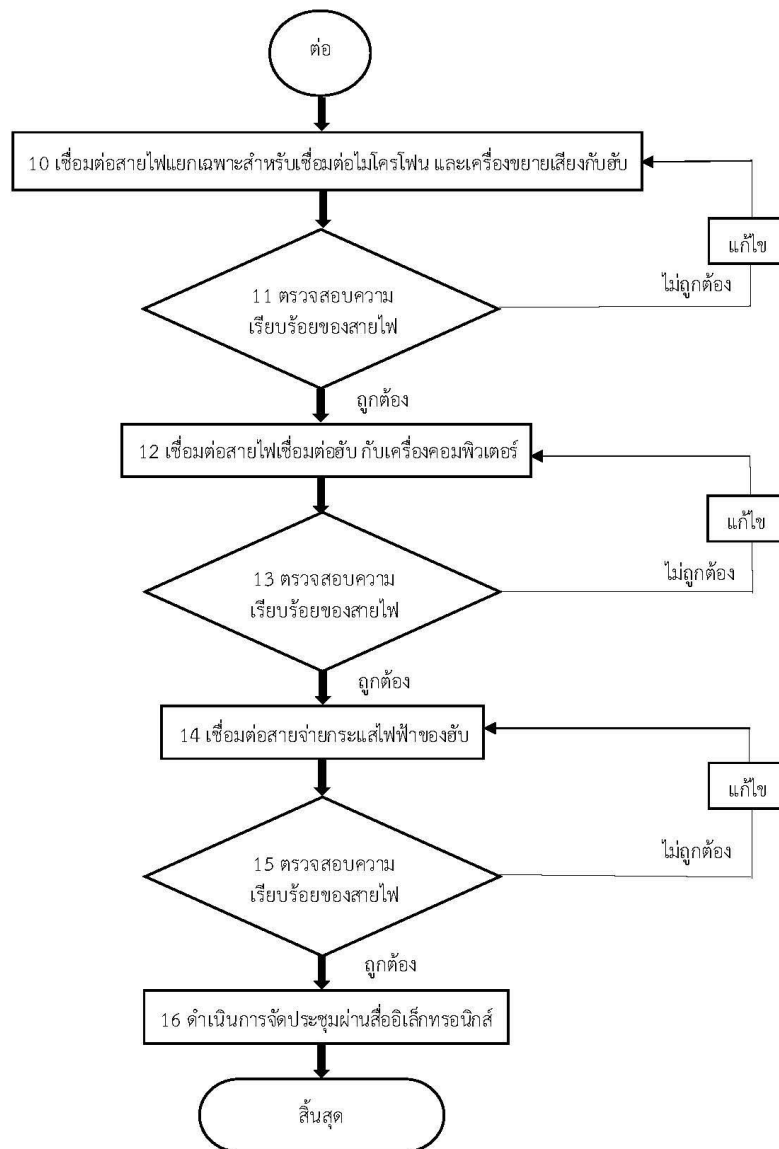 ต่อ
10 เชื่อมต่อสายไฟแยกเฉพาะสำหรับเชื่อมต่อไมโครโฟน และเครื่องขยายเสียงกับฮับ
แก้ไข
ไม่ถูกต้อง
11 ตรวจสอบความ
เรียบร้อยของสายไฟ
ถูกต้อง
12 เชื่อมต่อสายไฟเชื่อมต่อฮับ กับเครื่องคอมพิวเตอร์
แก้ไข
ไม่ถูกต้อง
13 ตรวจสอบความ
เรียบร้อยของสายไฟ
ถูกต้อง
14 เชื่อมต่อสายจ่ายกระแสไฟฟ้าของฮับ
แก้ไข
ไม่ถูกต้อง
15 ตรวจสอบความ
เรียบร้อยของสายไฟ
ถูกต้อง
16 ดำเนินการจัดประชุมผ่านสื่ออิเล็กทรอนิกส์
สิ้นสุด